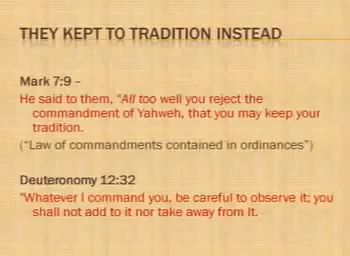 THEY KEPT TO TRADITION INSTEAD
Mark 7:9 –
He said to them, "All too well you reject the
commandment of Yahweh, that you may keep your
tradition.
("Law of commandments contained in ordinances")
Deuteronomy 12:32
"Whatever I command you, be careful to observe it; you
shall not add to it nor take away from It.